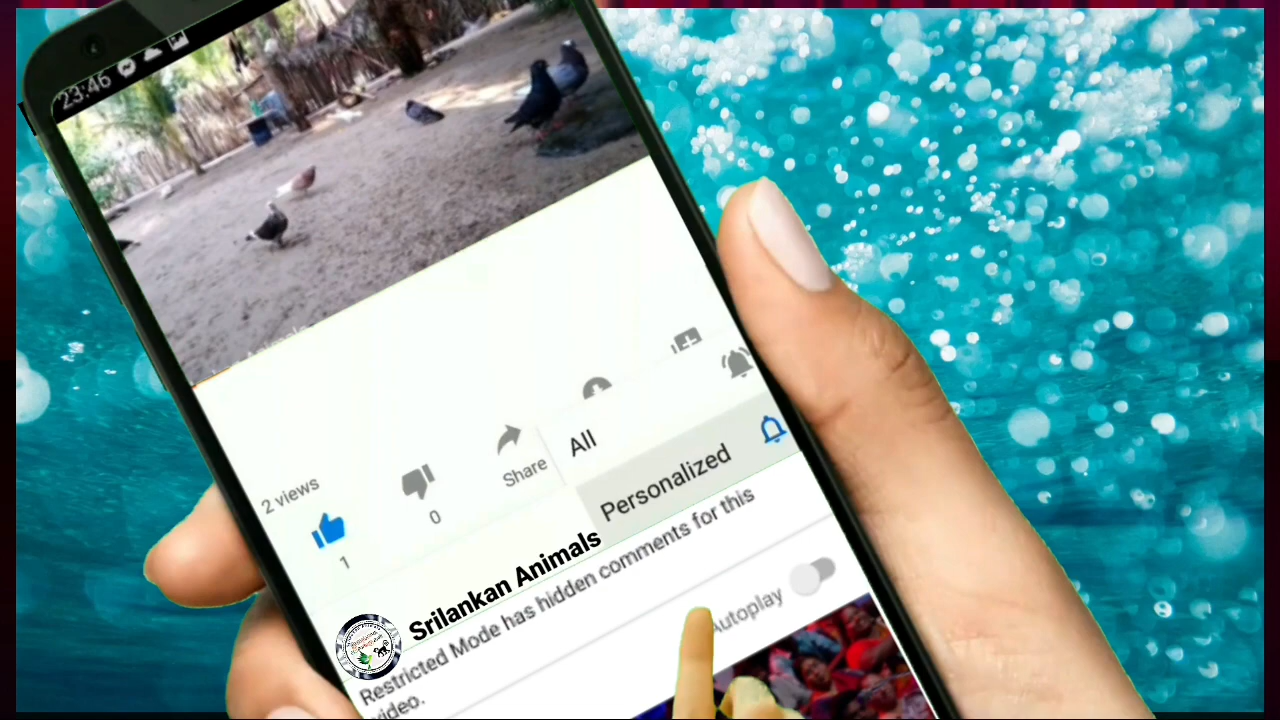 23:46
2 views
1
0
Share
All
Personalized
Srilankan Animals
Restricted Mode has hidden comments for this
video.
Autoplay